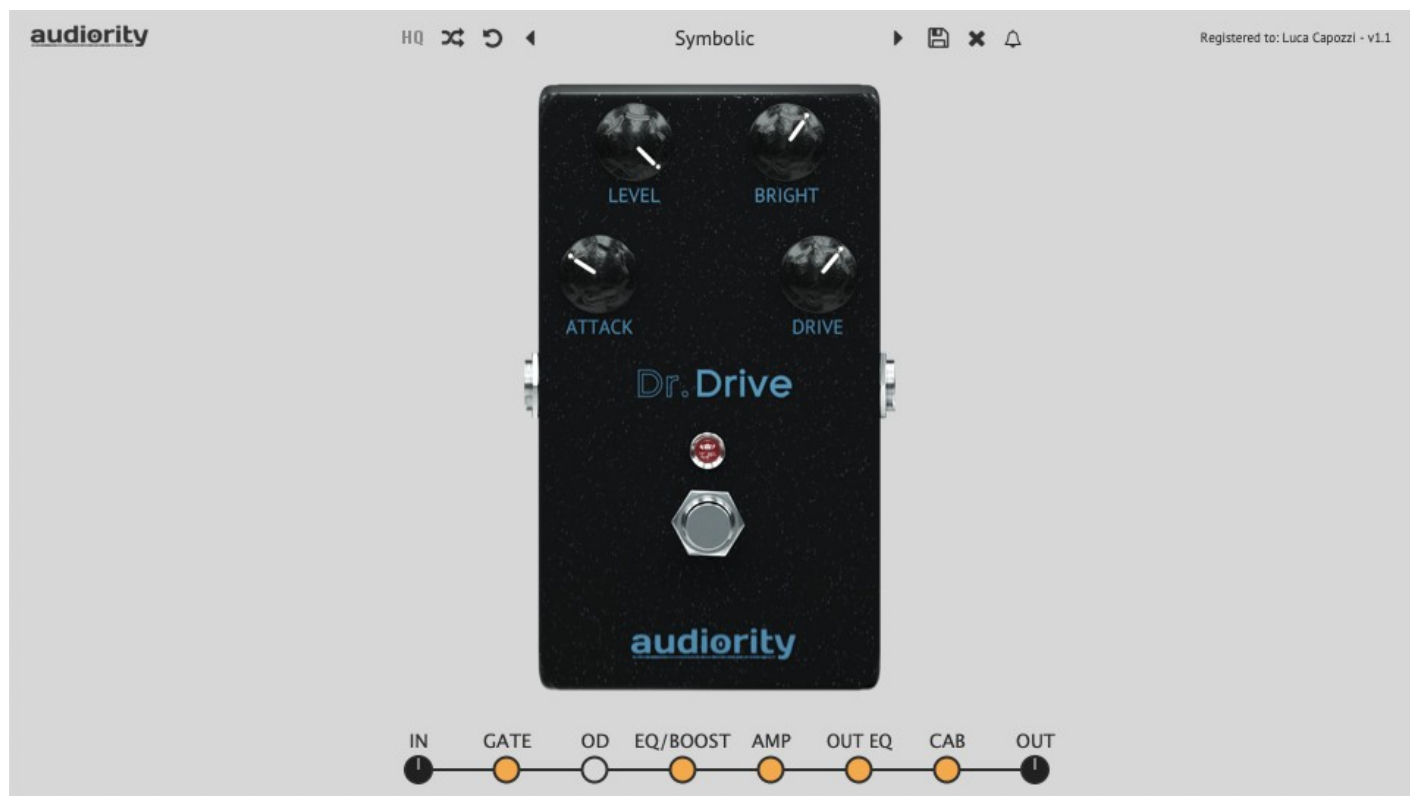 audiority
HQ
Symbolic
Registered to: Luca Capozzi - v1.1
LEVEL
BRIGHT
ATTACK
DRIVE
Dr. Drive
audiority
IN
GATE
OD
EQ/BOOST
AMP
OUT EQ
CAB
OUT